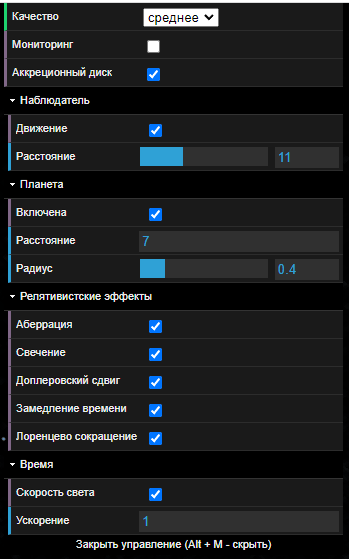 Качество среднее
Мониторинг
Аккреционный диск
Наблюдатель
Движение
Расстояние 11
Планета
Включена
Расстояние 7
Радиус 0.4
Релятивистские эффекты
Аберрация
Свечение
Доплеровский сдвиг
Замедление времени
Лоренцево сокращение
Время
Скорость света
Ускорение 1
Закрыть управление (Alt + M - скрыть)